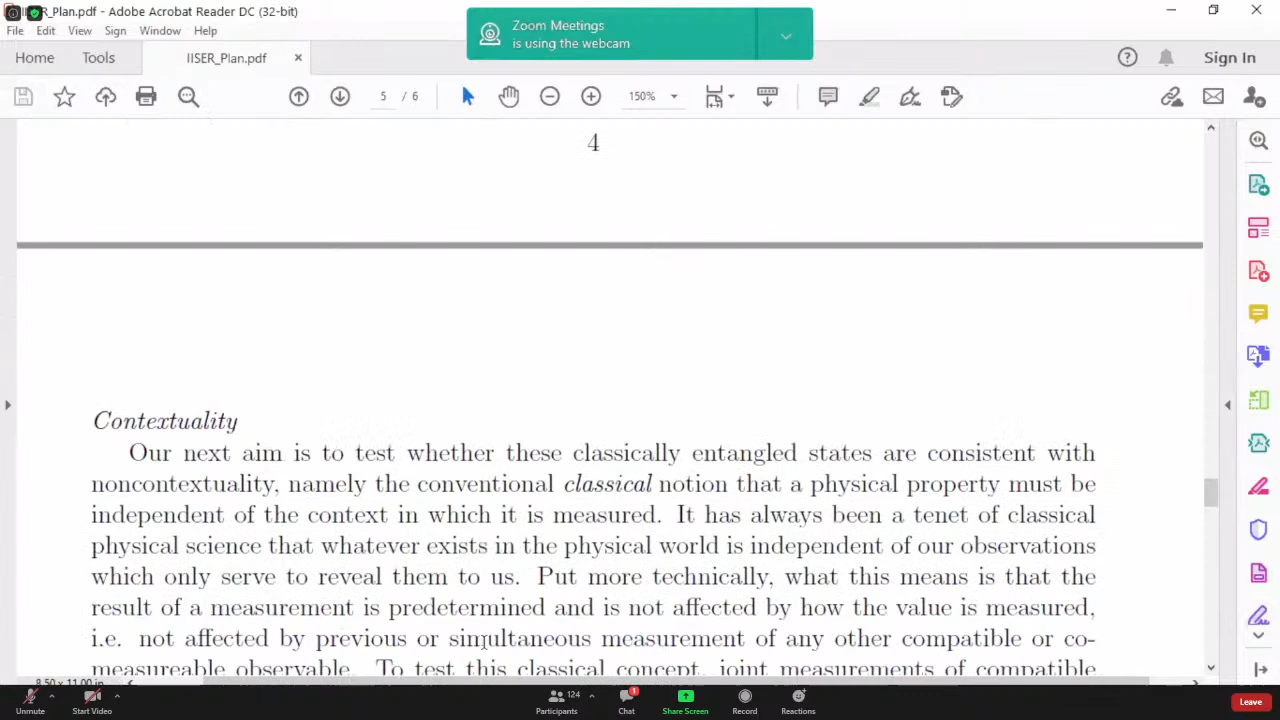 IISER_Plan.pdf - Adobe Acrobat Reader DC (32-bit)
Zoom Meetings
is using the webcam
File Edit View Sign Window Help
Home Tools IISER_Plan.pdf × Sign In
5 / 6 150%
4
Contextuality
Our next aim is to test whether these classically entangled states are consistent with
noncontextuality, namely the conventional classical notion that a physical property must be
independent of the context in which it is measured. It has always been a tenet of classical
physical science that whatever exists in the physical world is independent of our observations
which only serve to reveal them to us. Put more technically, what this means is that the
result of a measurement is predetermined and is not affected by how the value is measured,
i.e. not affected by previous or simultaneous measurement of any other compatible or co-
measureable observable. To test this classical concept, joint measurements of compatible
8.50 x 11.00 in
Unmute Start Video 124 Participants 1 Chat Share Screen Record Reactions Leave